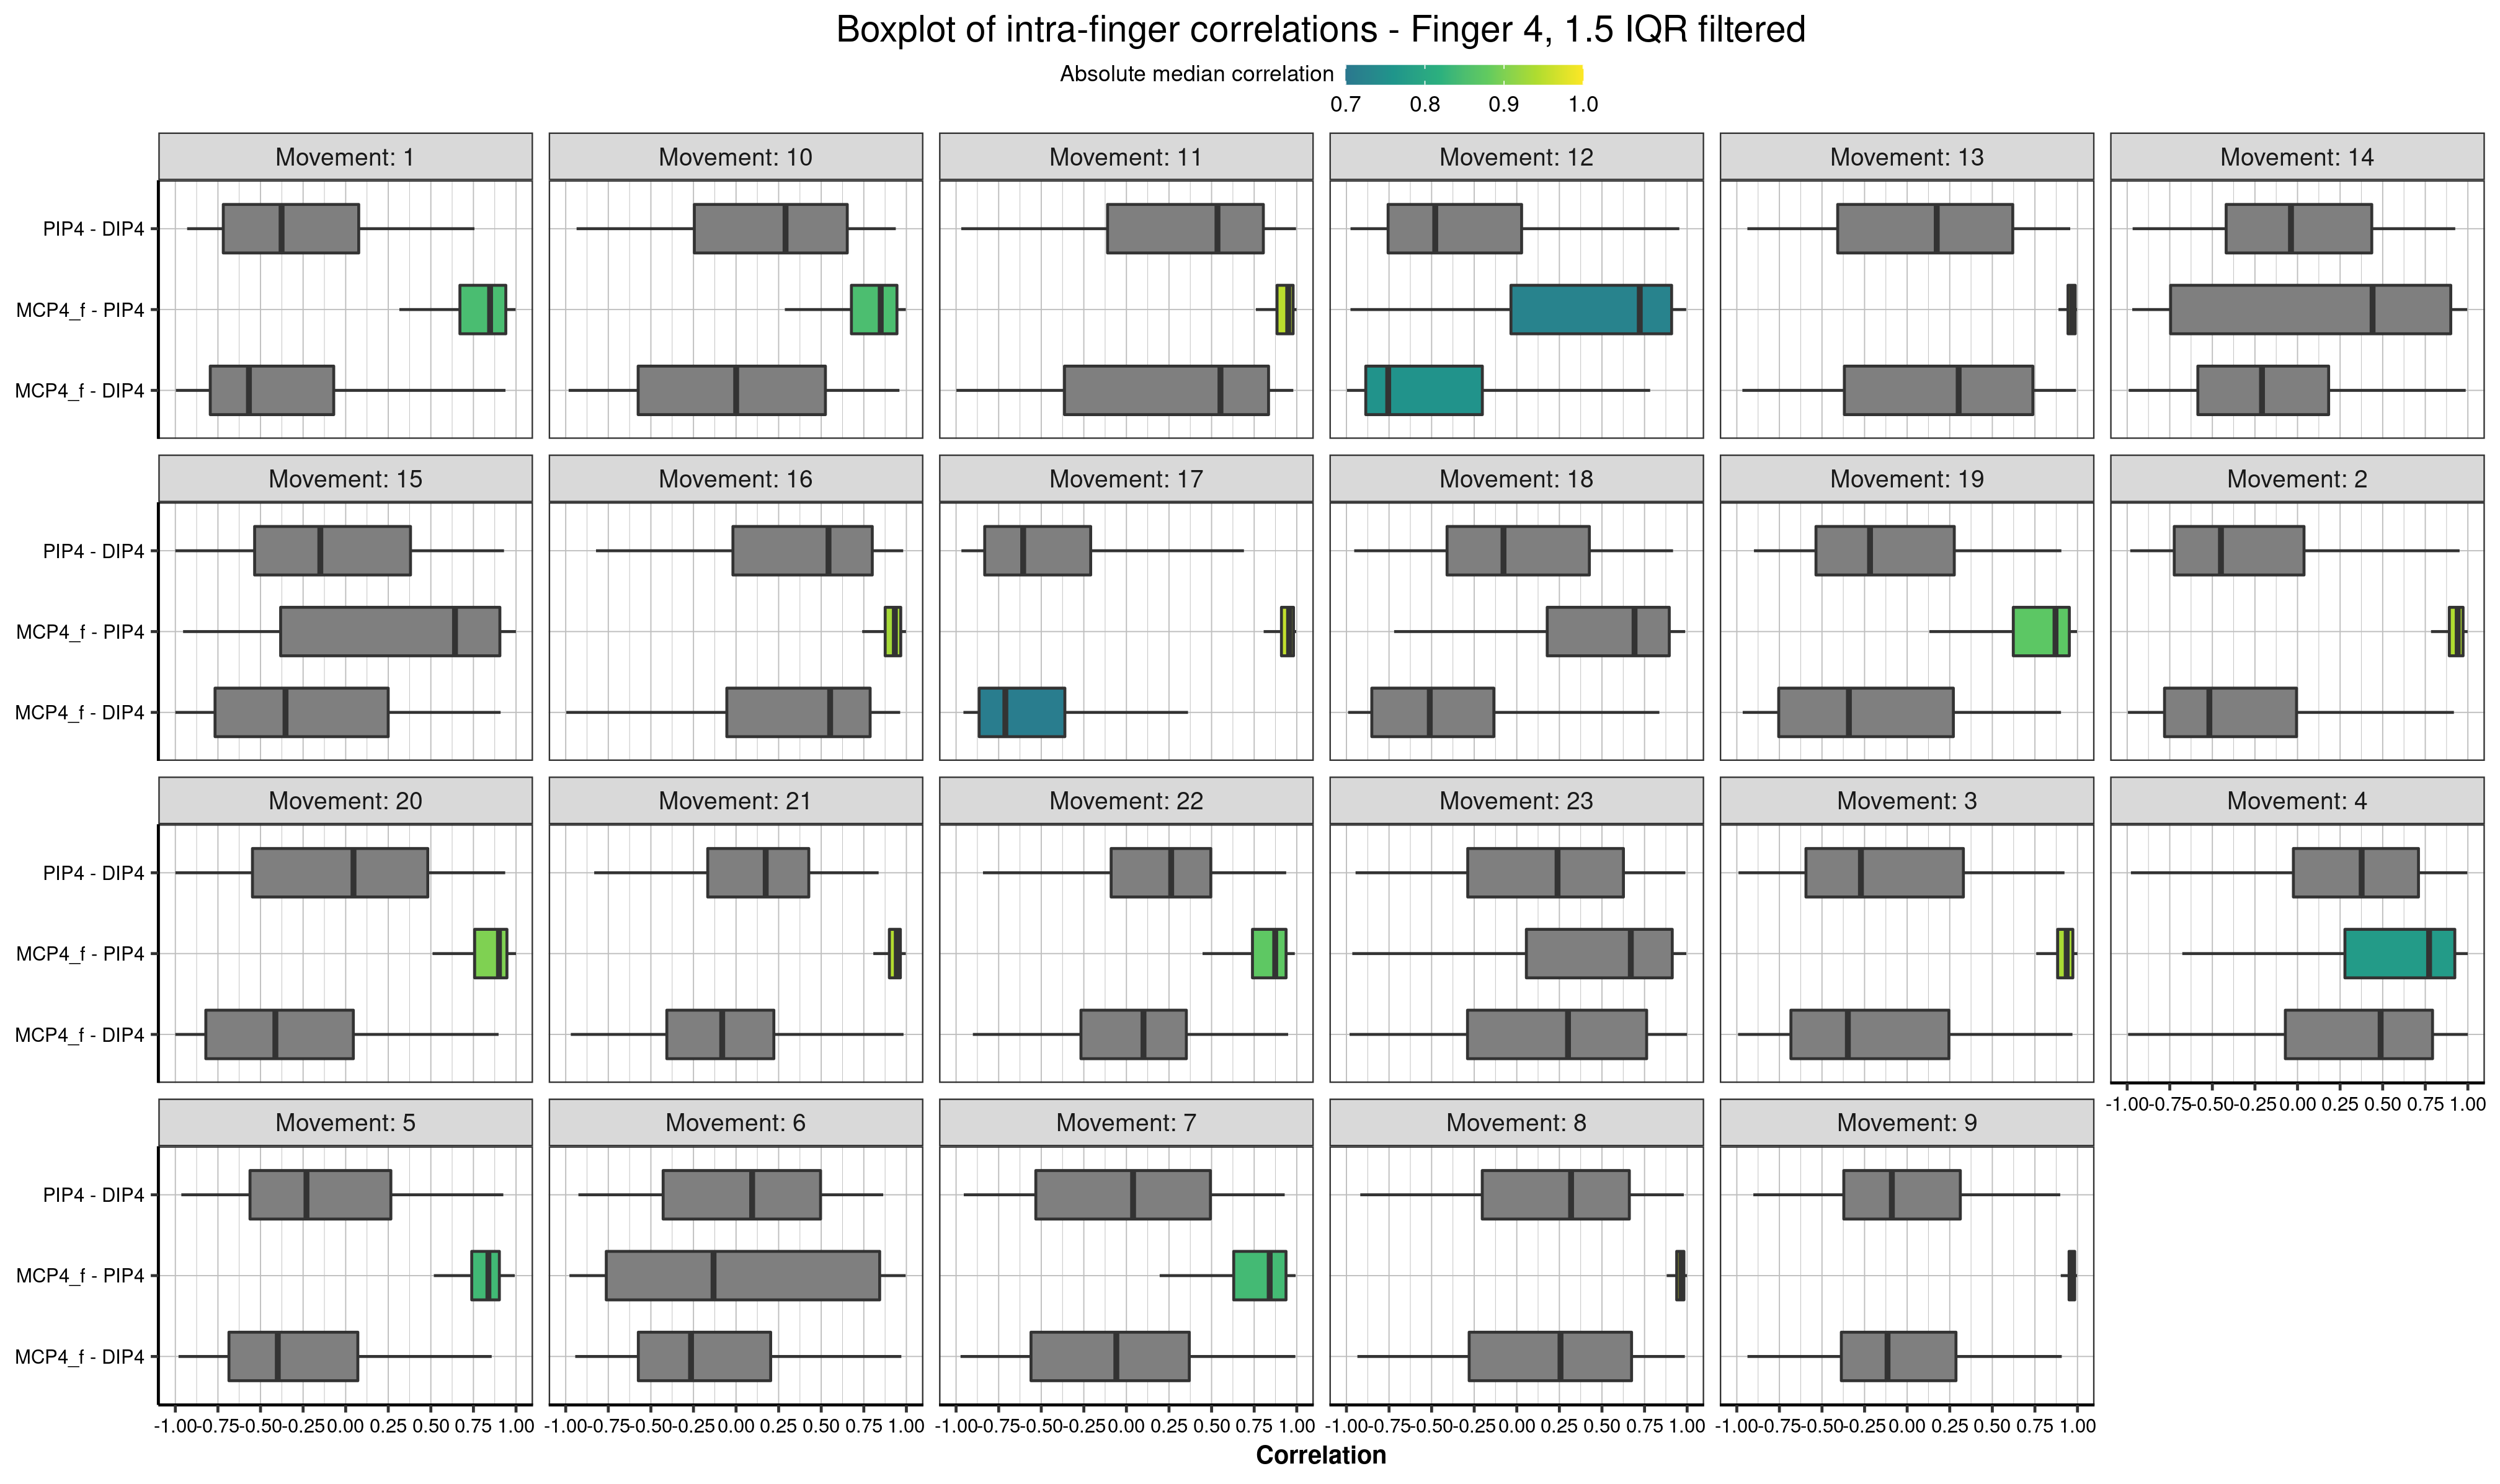 Boxplot of intra-finger correlations - Finger 4, 1.5 IQR filtered
Absolute median correlation
0.7 0.8 0.9 1.0
Movement: 1 Movement: 10 Movement: 11 Movement: 12 Movement: 13 Movement: 14
PIP4 - DIP4
MCP4_f - PIP4
MCP4_f - DIP4
Movement: 15 Movement: 16 Movement: 17 Movement: 18 Movement: 19 Movement: 2
PIP4 - DIP4
MCP4_f - PIP4
MCP4_f - DIP4
Movement: 20 Movement: 21 Movement: 22 Movement: 23 Movement: 3 Movement: 4
PIP4 - DIP4
MCP4_f - PIP4
MCP4_f - DIP4
-1.00 -0.75 -0.50 -0.25 0.00 0.25 0.50 0.75 1.00
Movement: 5 Movement: 6 Movement: 7 Movement: 8 Movement: 9
PIP4 - DIP4
MCP4_f - PIP4
MCP4_f - DIP4
-1.00 -0.75 -0.50 -0.25 0.00 0.25 0.50 0.75 1.00 -1.00 -0.75 -0.50 -0.25 0.00 0.25 0.50 0.75 1.00 -1.00 -0.75 -0.50 -0.25 0.00 0.25 0.50 0.75 1.00 -1.00 -0.75 -0.50 -0.25 0.00 0.25 0.50 0.75 1.00 -1.00 -0.75 -0.50 -0.25 0.00 0.25 0.50 0.75 1.00
Correlation